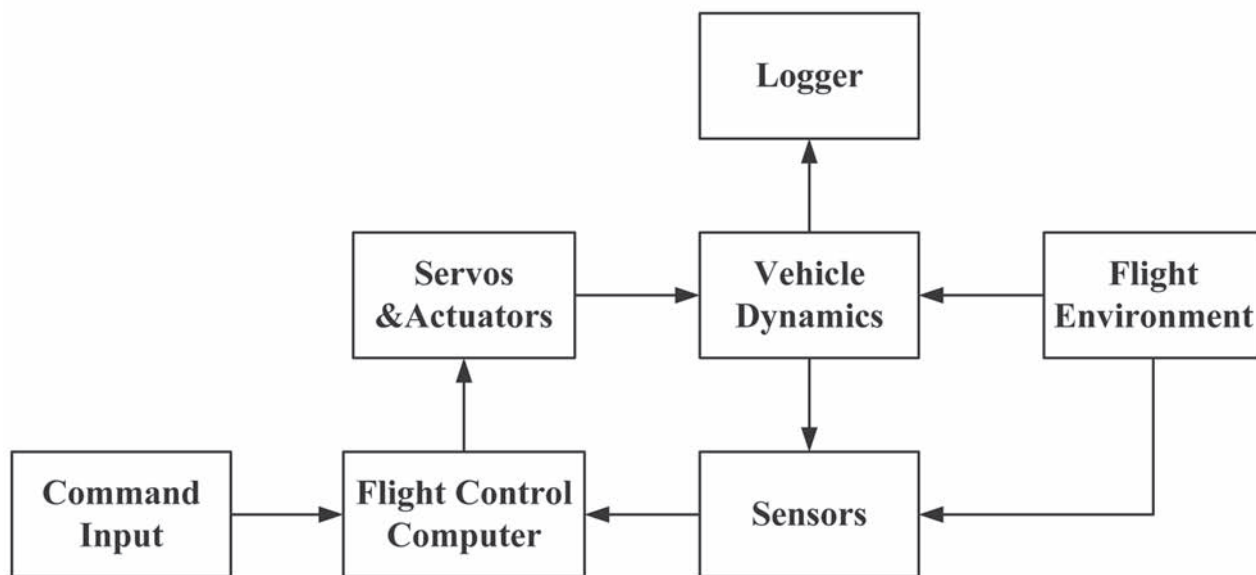 Logger
Servos
&Actuators
Vehicle
Dynamics
Flight
Environment
Command
Input
Flight Control
Computer
Sensors